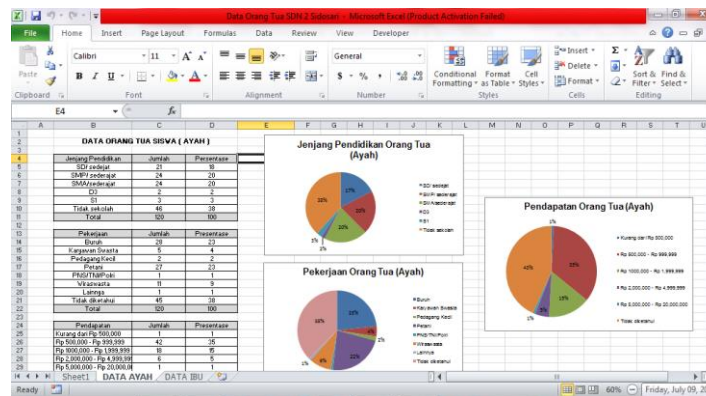 Data Orang Tua SDN 2 Sidosari - Microsoft Excel (Product Activation Failed)
File Home Insert Page Layout Formulas Data Review View Developer
Calibri 11 General
Paste
B I U
Conditional Formatting Format as Table Cell Styles
Insert Delete Format
Sort & Filter Find & Select
Clipboard Font Alignment Number Styles Cells Editing
E4 fx
A B C D E F G H I J K L M N O P Q R S T U
DATA ORANG TUA SISWA ( AYAH )
Jenjang Pendidikan Jumlah Persentase
SD/ sedejat 21 18
SMP/ sederajat 24 20
SMA/sederajat 24 20
D3 2 2
S1 3 3
Tidak sekolah 46 38
Total 120 100
Pekerjaan Jumlah Persentase
Buruh 28 23
Karyawan Swasta 5 4
Pedagang Kecil 2 2
Petani 27 23
PNS/TNI/Polri 1 1
Wiraswasta 11 9
Lainnya 1 1
Tidak diketahui 45 38
Total 120 100
Pendapatan Jumlah Persentase
Kurang dari Rp 500,000 1 1
Rp 500,000 - Rp 999,999 42 35
Rp 1000,000 - Rp 1,999,999 18 15
Rp 2,000,000 - Rp 4,999,99 6 5
Rp 5,000,000 - Rp 20,000,0 1 1
Jenjang Pendidikan Orang Tua
(Ayah)
Pekerjaan Orang Tua (Ayah)
Pendapatan Orang Tua (Ayah)
Kurang dari Rp 500,000
Rp 500,000 - Rp 999,999
Rp 1000,000 - Rp 1,999,999
Rp 2,000,000 - Rp 4,999,999
Rp 5,000,000 - Rp 20,000,000
Tidak diketahui
Sheet1 DATA AYAH DATA IBU
Ready 60%
Friday, July 09, 20